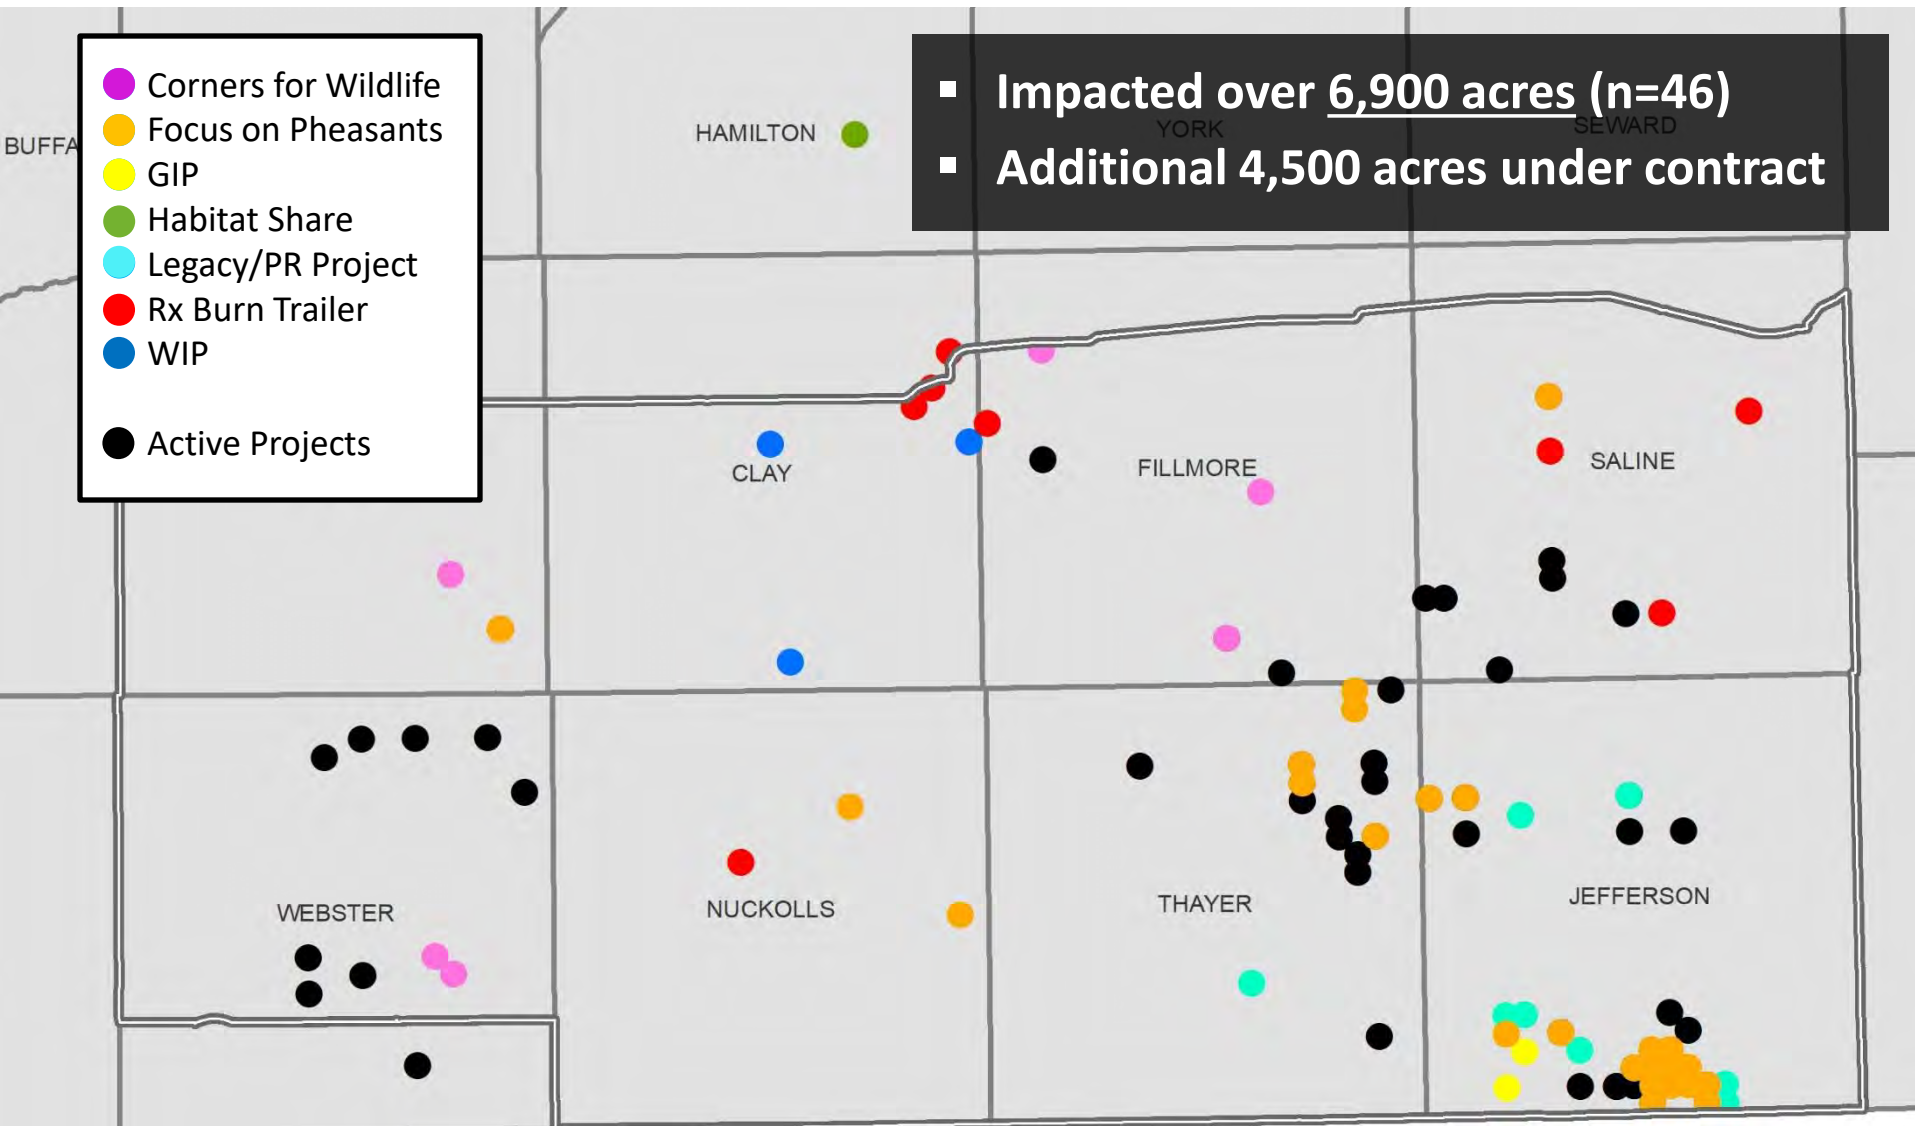 Corners for Wildlife
Focus on Pheasants
GIP
Habitat Share
Legacy/PR Project
Rx Burn Trailer
WIP
Active Projects
▪ Impacted over 6,900 acres (n=46)
▪ Additional 4,500 acres under contract
BUFFA
HAMILTON
YORK
SEWARD
CLAY
FILLMORE
SALINE
WEBSTER
NUCKOLLS
THAYER
JEFFERSON